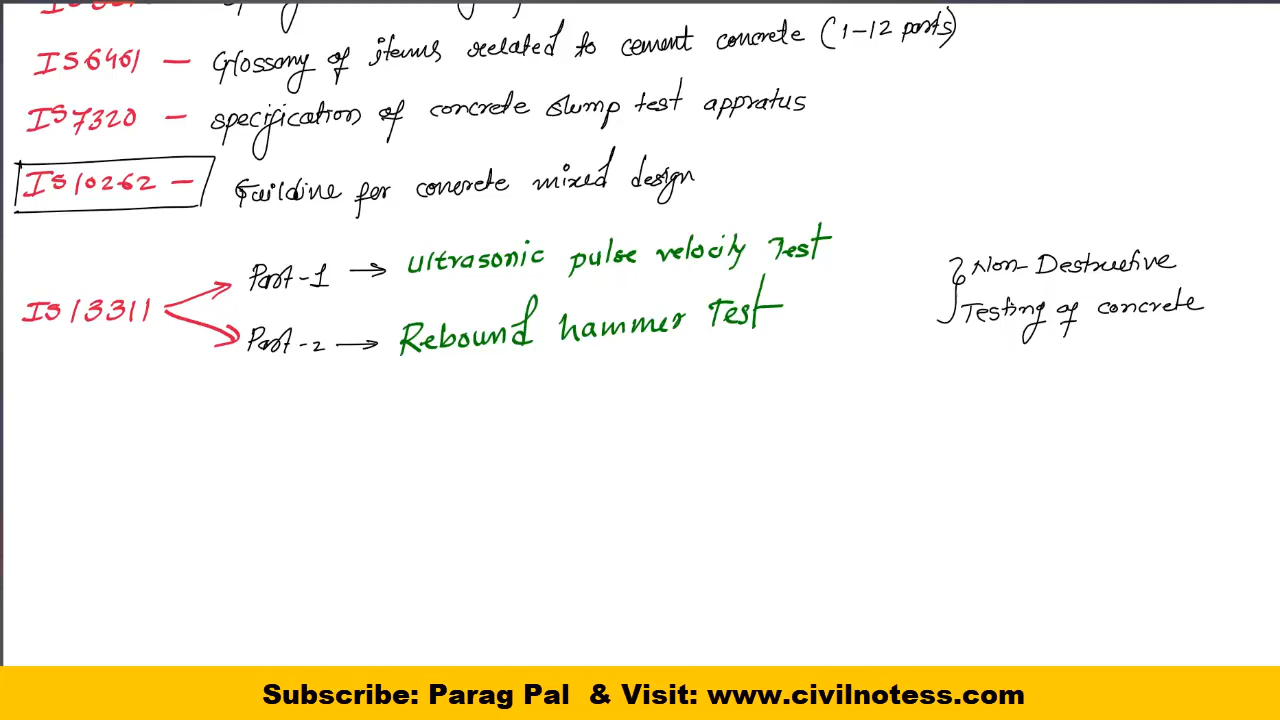 IS6461 — Glossary of items related to cement concrete (1-12 parts)
IS7320 — specification of concrete slump test appratus
IS10262 — Guildine for concrete mixed design
IS13311
Part-1 → Ultrasonic pulse velocity Test
Part-2 → Rebound hammer Test
Non-Destructive
Testing of concrete
Subscribe: Parag Pal & Visit: www.civilnotess.com